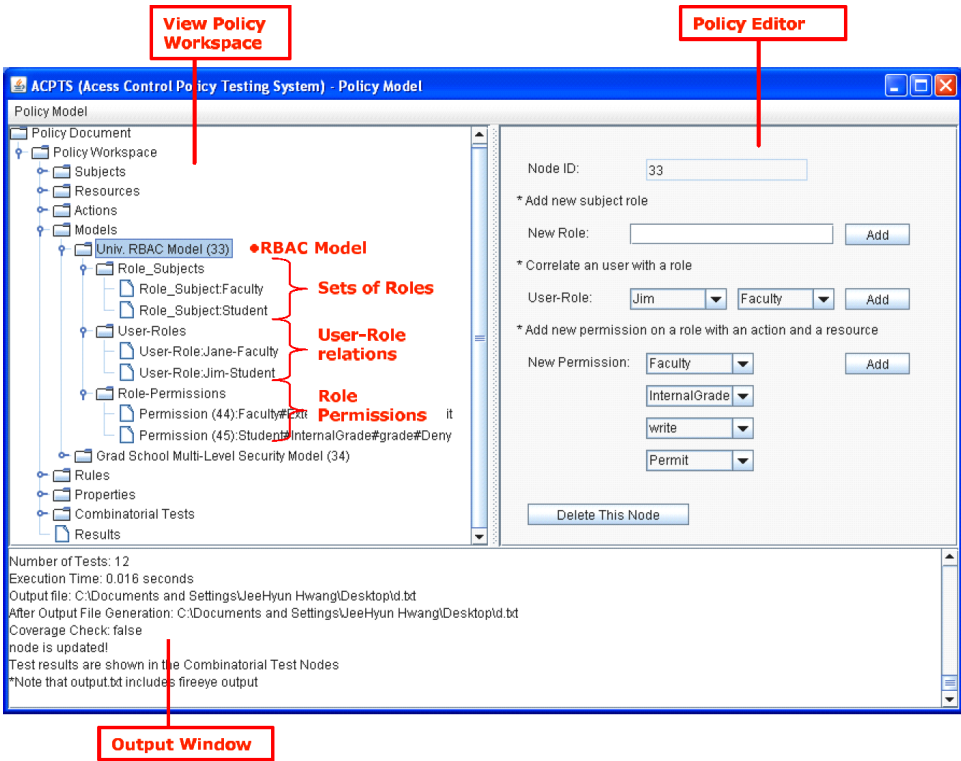 View Policy
Workspace
Policy Editor
ACPTS (Acess Control Policy Testing System) - Policy Model
Policy Model
Policy Document
Policy Workspace
Subjects
Resources
Actions
Models
Univ. RBAC Model (33)
•RBAC Model
Role_Subjects
Role_Subject:Faculty
Sets of Roles
Role_Subject:Student
User-Roles
User-Role
relations
User-Role:Jane-Faculty
User-Role:Jim-Student
Role-Permissions
Role
Permissions
Permission (44):Faculty#Exte it
Permission (45):Student#InternalGrade#grade#Deny
Grad School Multi-Level Security Model (34)
Rules
Properties
Combinatorial Tests
Results
Node ID: 33
* Add new subject role
New Role: Add
* Correlate an user with a role
User-Role: Jim Faculty Add
* Add new permission on a role with an action and a resource
New Permission: Faculty Add
InternalGrade
write
Permit
Delete This Node
Number of Tests: 12
Execution Time: 0.016 seconds
Output file: C:\Documents and Settings\JeeHyun Hwang\Desktop\d.txt
After Output File Generation: C:\Documents and Settings\JeeHyun Hwang\Desktop\d.txt
Coverage Check: false
node is updated!
Test results are shown in the Combinatorial Test Nodes
*Note that output.txt includes fireeye output
Output Window